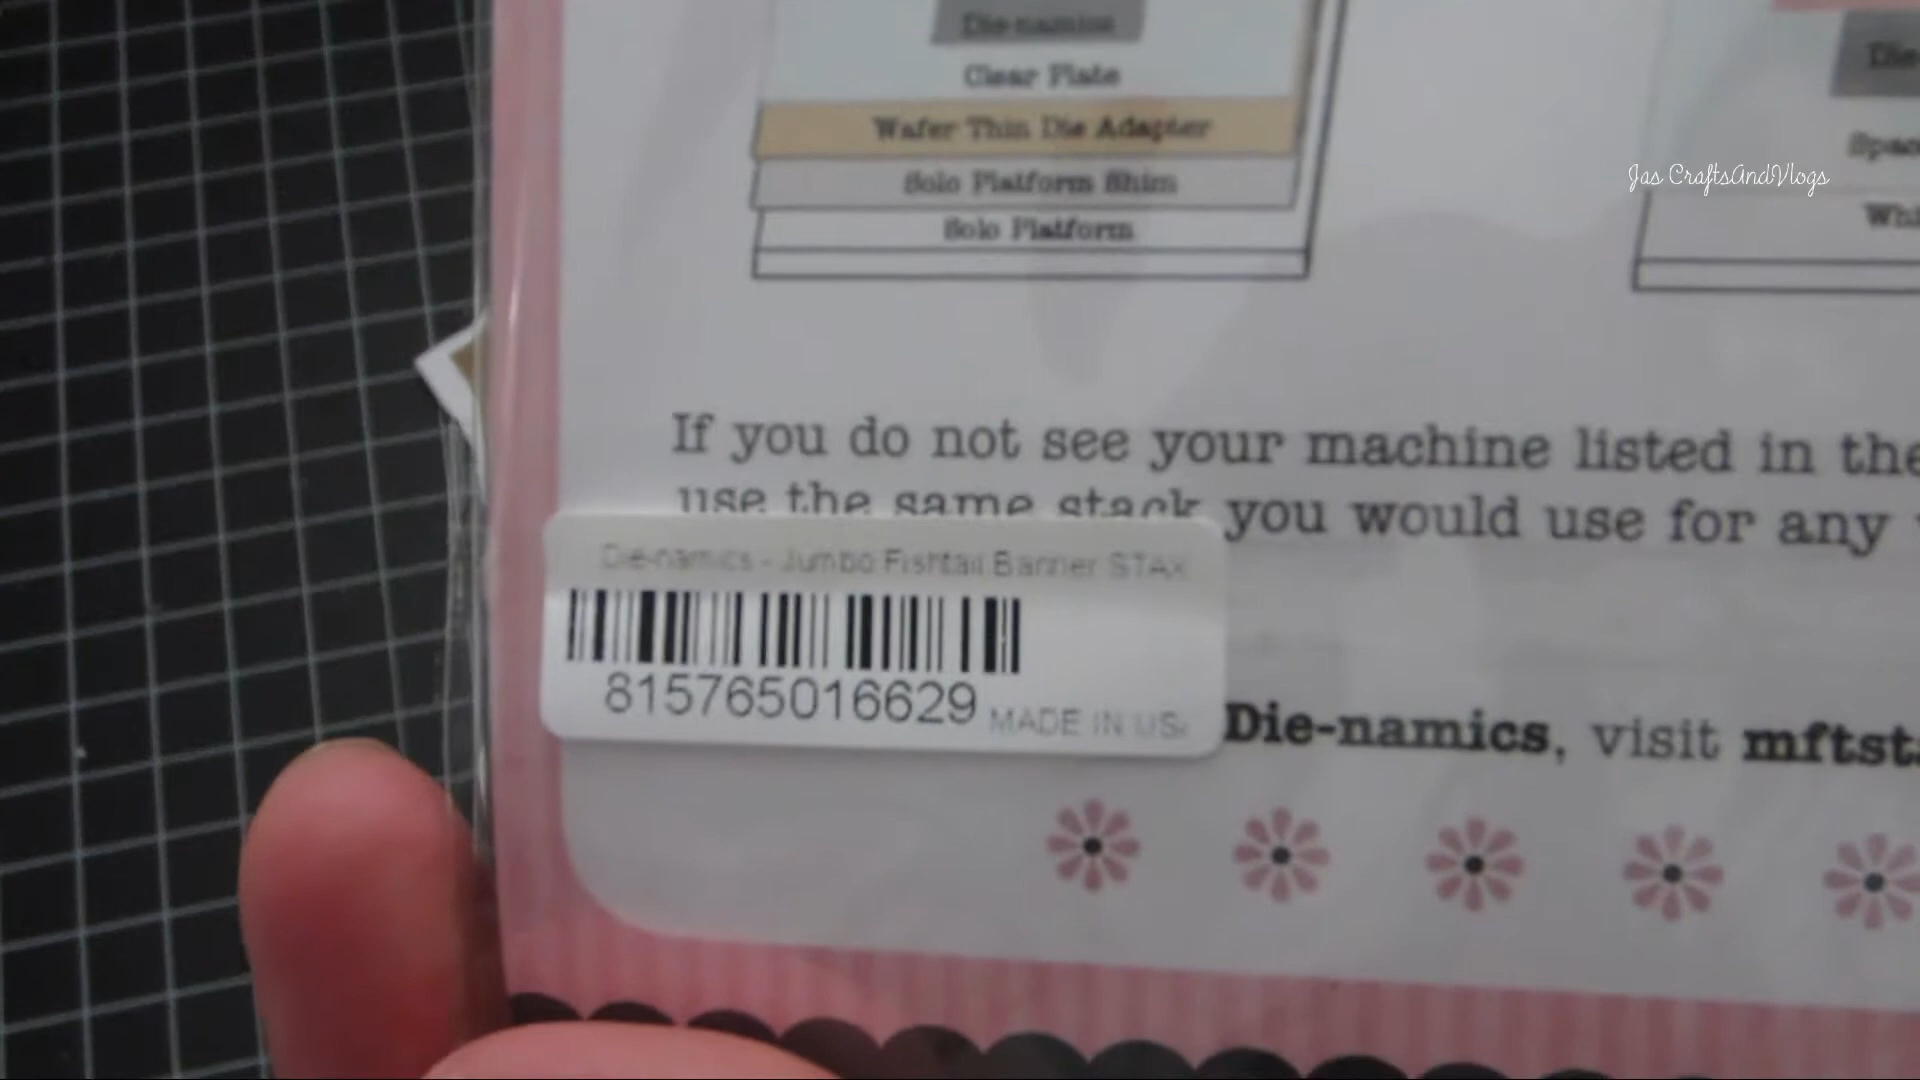 Die-namics
Clear Plate
Wafer Thin Die Adapter
Solo Platform Shim
Solo Platform
Die-
Spac
Whi
Jas CraftsAndVlogs
If you do not see your machine listed in the
use the same stack you would use for any
Die-namics - Jumbo Fishtail Banner STAX
815765016629
MADE IN US
Die-namics, visit mftst